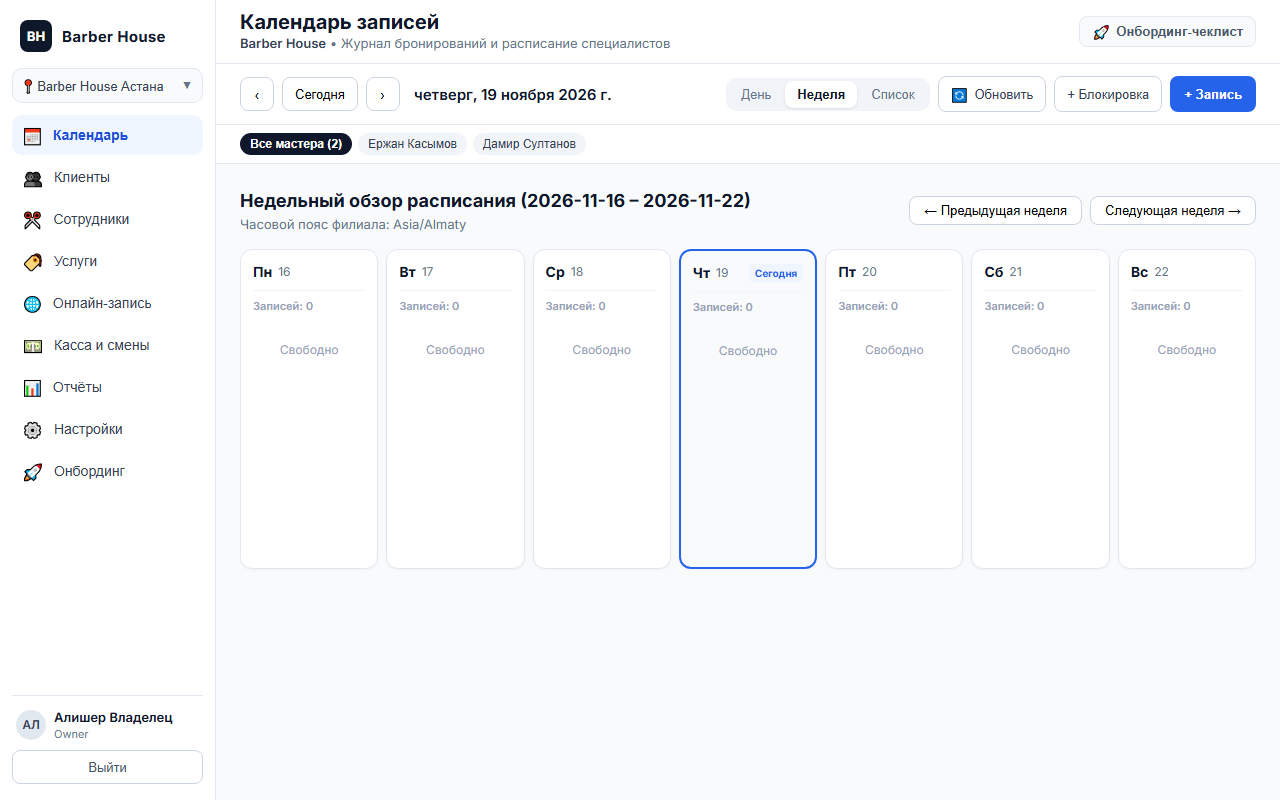 BH Barber House
Barber House Астана ▼
Календарь
Клиенты
Сотрудники
Услуги
Онлайн-запись
Касса и смены
Отчёты
Настройки
Онбординг
АЛ Алишер Владелец
Owner
Выйти
Календарь записей
Barber House • Журнал бронирований и расписание специалистов
Онбординг-чеклист
‹ Сегодня › четверг, 19 ноября 2026 г.
День Неделя Список Обновить + Блокировка + Запись
Все мастера (2) Ержан Касымов Дамир Султанов
Недельный обзор расписания (2026-11-16 – 2026-11-22)
Часовой пояс филиала: Asia/Almaty
← Предыдущая неделя Следующая неделя →
Пн 16
Записей: 0
Свободно
Вт 17
Записей: 0
Свободно
Ср 18
Записей: 0
Свободно
Чт 19 Сегодня
Записей: 0
Свободно
Пт 20
Записей: 0
Свободно
Сб 21
Записей: 0
Свободно
Вс 22
Записей: 0
Свободно